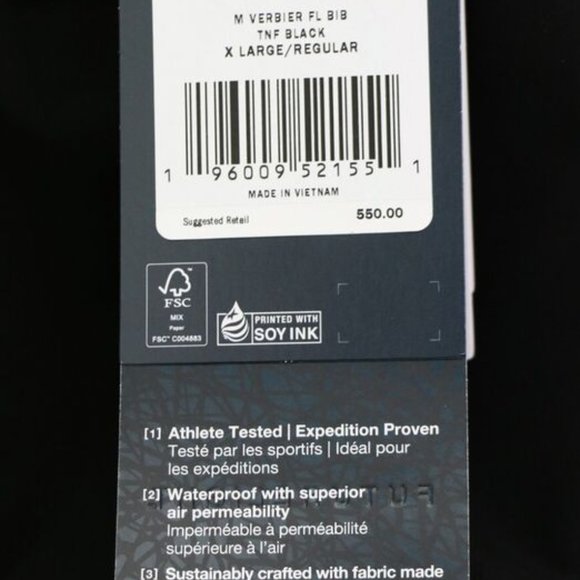 M VERBIER FL BIB
TNF BLACK
X LARGE/REGULAR
1 96009 52155 1
MADE IN VIETNAM
Suggested Retail 550.00
FSC
MIX
Paper
FSC™ C004883
PRINTED WITH
SOY INK
[1] Athlete Tested | Expedition Proven
Testé par les sportifs | Idéal pour
les expéditions
[2] Waterproof with superior
air permeability
Imperméable à perméabilité
supérieure à l'air
[3] Sustainably crafted with fabric made